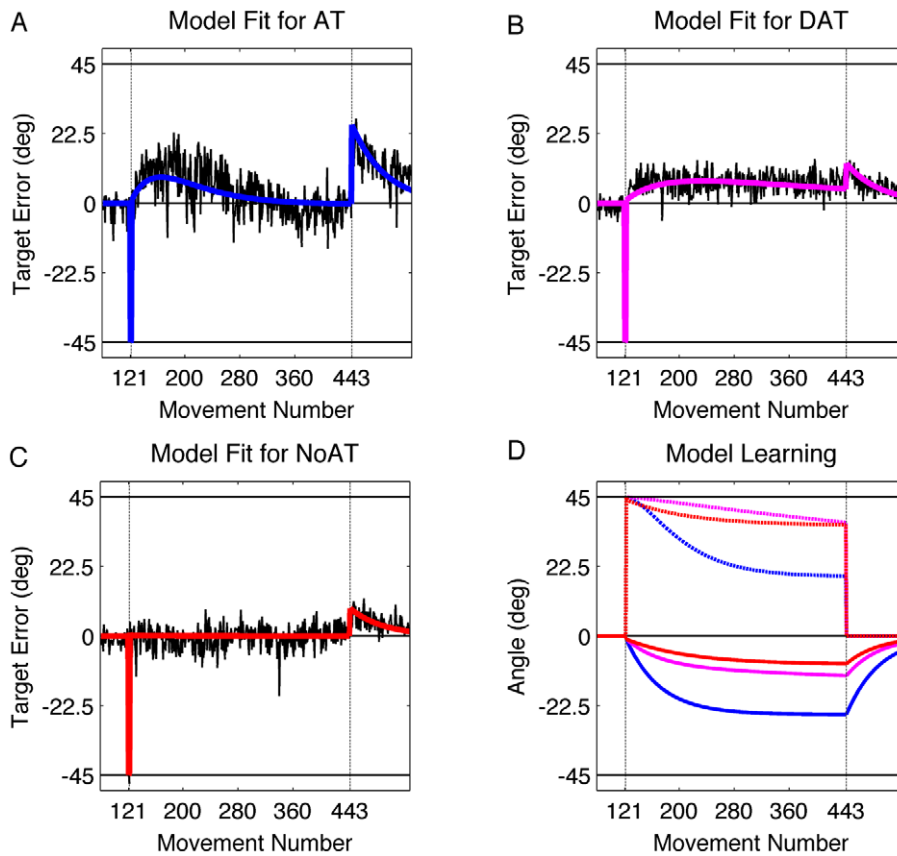 A
Model Fit for AT
45
22.5
0
-22.5
-45
Target Error (deg)
121 200 280 360 443
Movement Number
B
Model Fit for DAT
45
22.5
0
-22.5
-45
Target Error (deg)
121 200 280 360 443
Movement Number
C
Model Fit for NoAT
45
22.5
0
-22.5
-45
Target Error (deg)
121 200 280 360 443
Movement Number
D
Model Learning
45
22.5
0
-22.5
-45
Angle (deg)
121 200 280 360 443
Movement Number